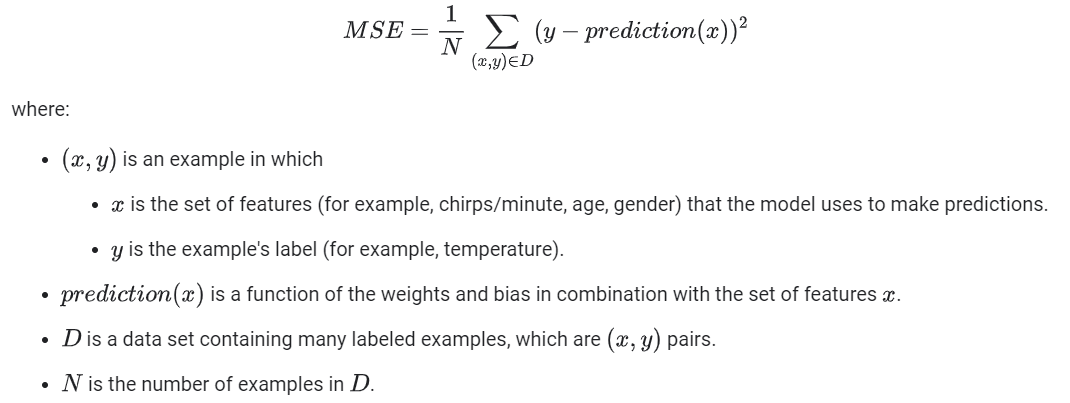 MSE = 1/N ∑(x,y)∈D (y − prediction(x))²
where:
• (x, y) is an example in which
• x is the set of features (for example, chirps/minute, age, gender) that the model uses to make predictions.
• y is the example's label (for example, temperature).
• prediction(x) is a function of the weights and bias in combination with the set of features x.
• D is a data set containing many labeled examples, which are (x, y) pairs.
• N is the number of examples in D.